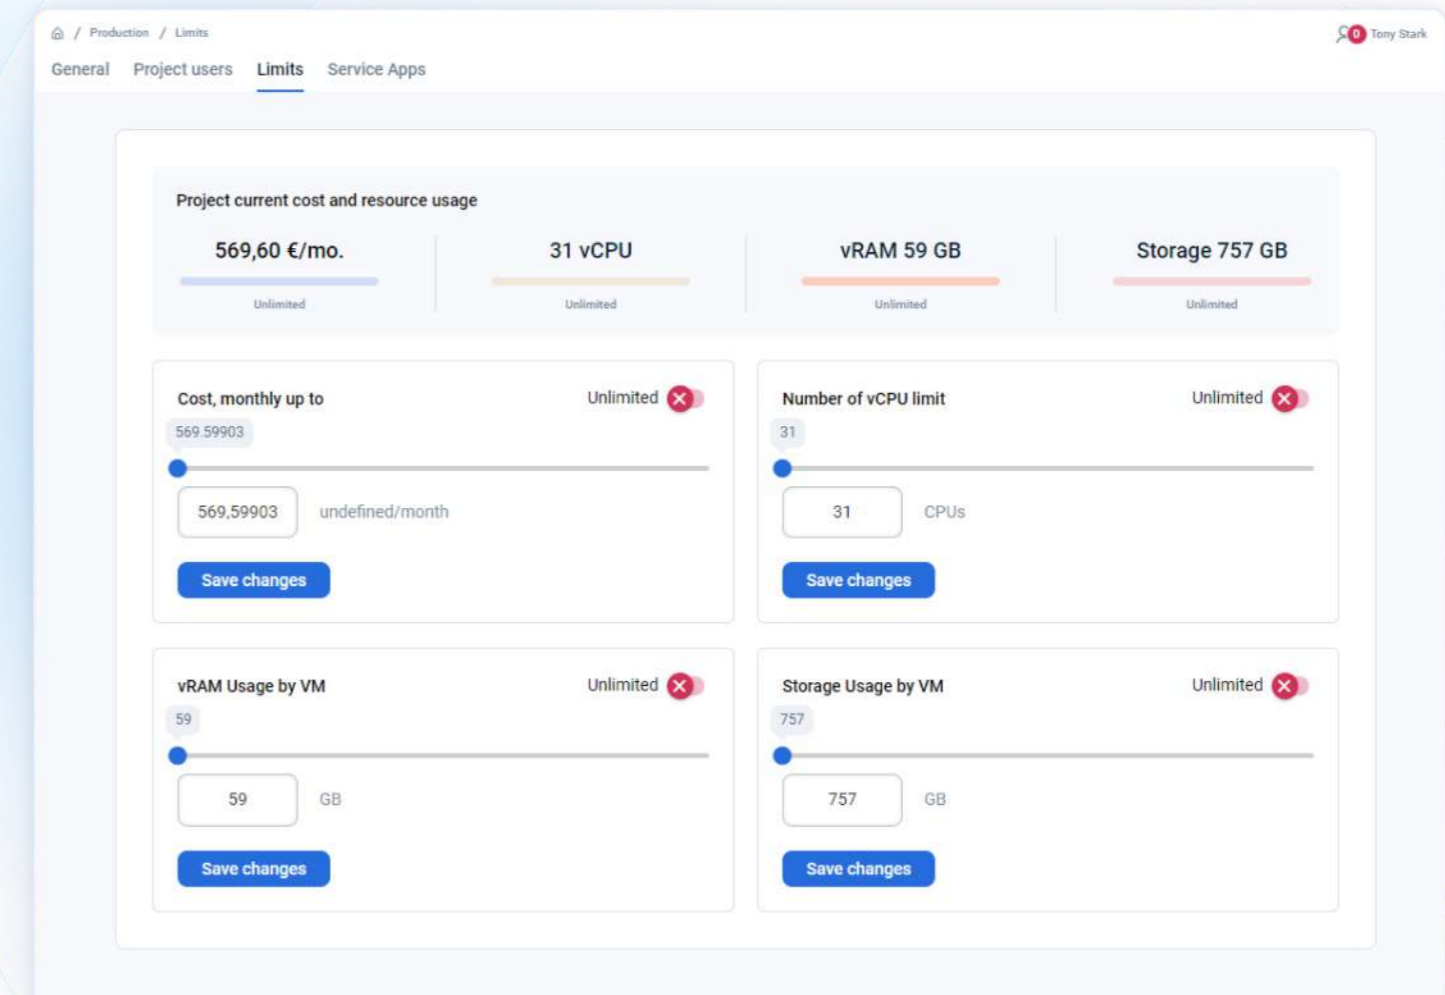 / Production / Limits
0 Tony Stark
General Project users Limits Service Apps
Project current cost and resource usage
569,60 €/mo. 31 vCPU vRAM 59 GB Storage 757 GB
Unlimited Unlimited Unlimited Unlimited
Cost, monthly up to Unlimited
569.59903
569,59903 undefined/month
Save changes
Number of vCPU limit Unlimited
31
31 CPUs
Save changes
vRAM Usage by VM Unlimited
59
59 GB
Save changes
Storage Usage by VM Unlimited
757
757 GB
Save changes